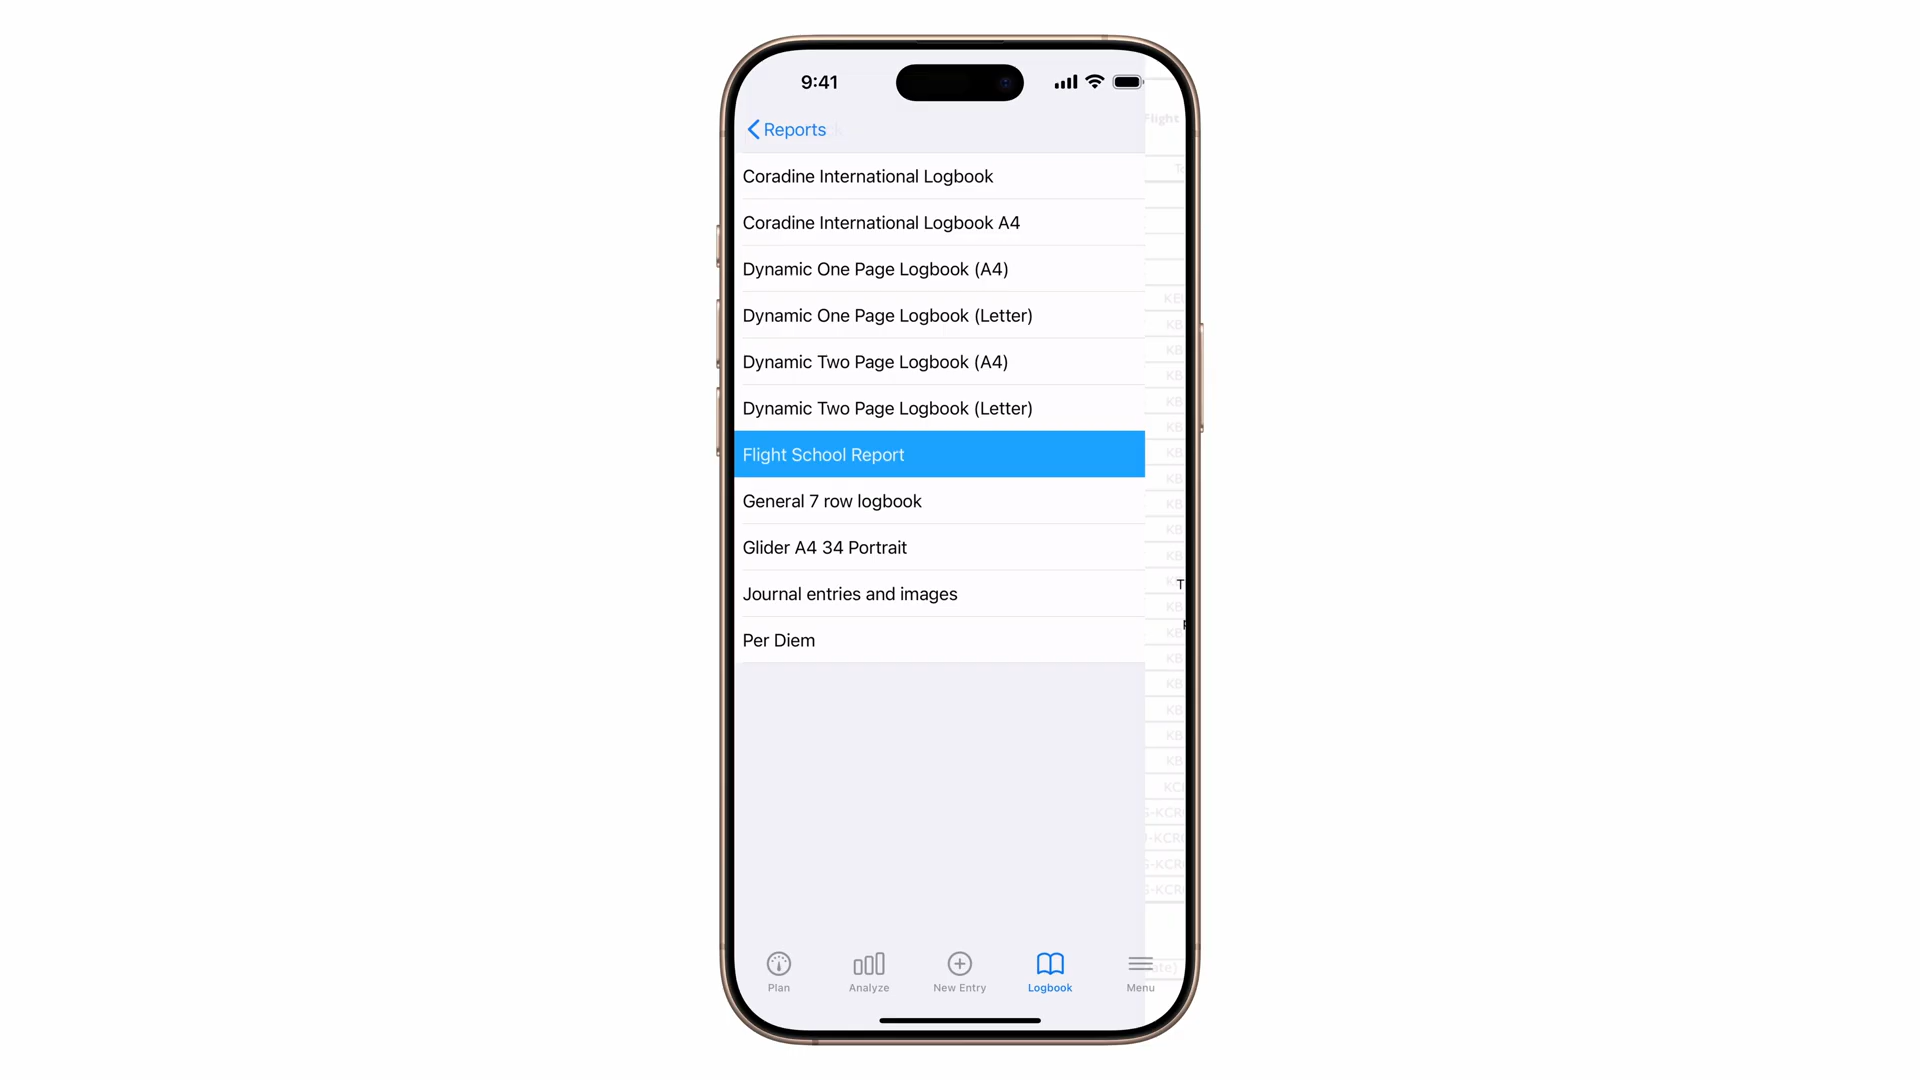 9:41
Reports
Flight
Coradine International Logbook
Coradine International Logbook A4
Dynamic One Page Logbook (A4)
Dynamic One Page Logbook (Letter)
Dynamic Two Page Logbook (A4)
Dynamic Two Page Logbook (Letter)
Flight School Report
General 7 row logbook
Glider A4 34 Portrait
Journal entries and images
Per Diem
Plan
Analyze
New Entry
Logbook
Menu